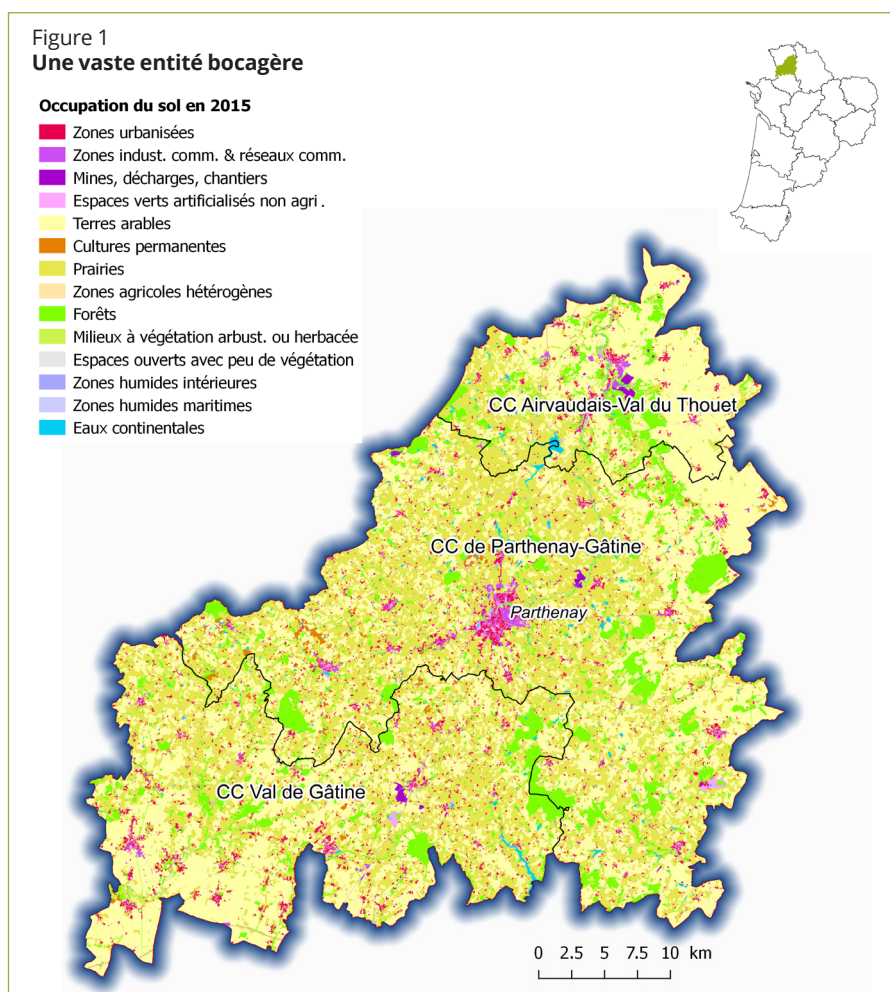 Figure 1
Une vaste entité bocagère
Occupation du sol en 2015
Zones urbanisées
Zones indust. comm. & réseaux comm.
Mines, décharges, chantiers
Espaces verts artificialisés non agri .
Terres arables
Cultures permanentes
Prairies
Zones agricoles hétérogènes
Forêts
Milieux à végétation arbust. ou herbacée
Espaces ouverts avec peu de végétation
Zones humides intérieures
Zones humides maritimes
Eaux continentales
CC Airvaudais-Val du Thouet
CC de Parthenay-Gâtine
Parthenay
CC Val de Gâtine
0 2.5 5 7.5 10 km